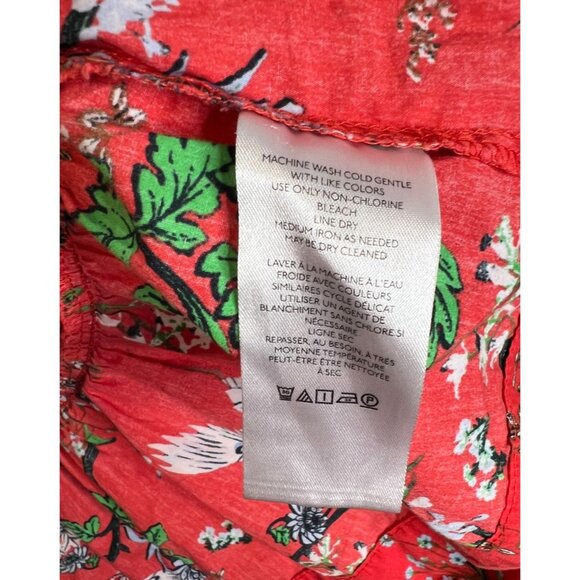 MACHINE WASH COLD GENTLE
WITH LIKE COLORS
USE ONLY NON-CHLORINE
BLEACH
LINE DRY
MEDIUM IRON AS NEEDED
MAY BE DRY CLEANED
LAVER À LA MACHINE À L'EAU
FROIDE AVEC COULEURS
SIMILAIRES CYCLE DÉLICAT
UTILISER UN AGENT DE
BLANCHIMENT SANS CHLORE SI
NÉCESSAIRE
LIGNE SEC
REPASSER, AU BESOIN, À TRÈS
MOYENNE TEMPÉRATURE
PEUT-ÊTRE ÊTRE NETTOYÉE
À SEC